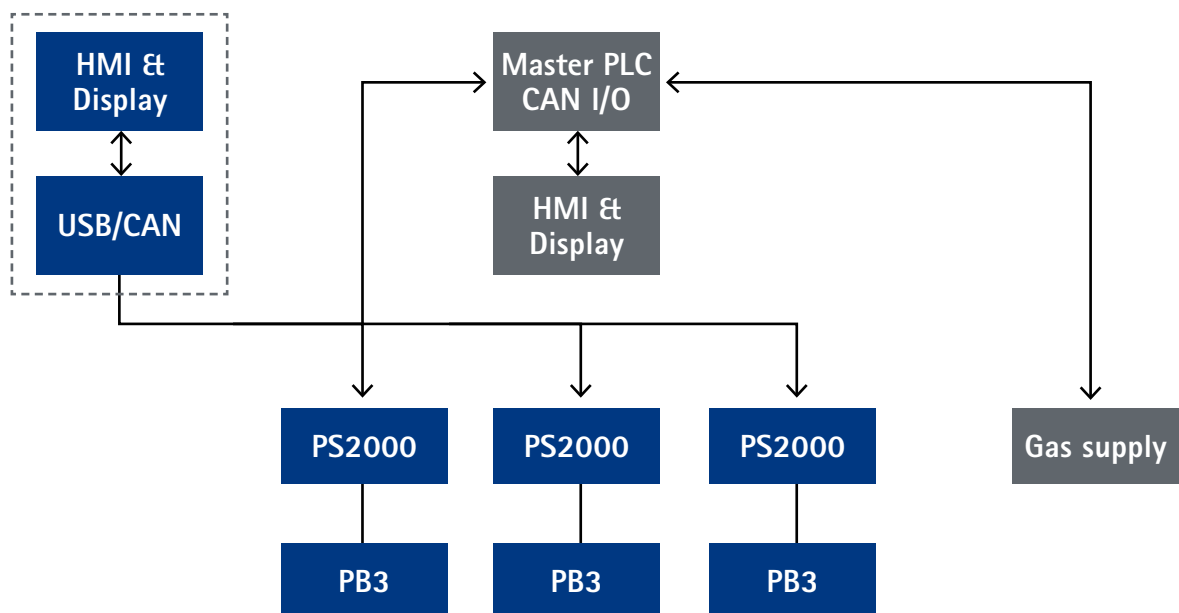 HMI &
Display
USB/CAN
Master PLC
CAN I/O
HMI &
Display
PS2000
PS2000
PS2000
Gas supply
PB3
PB3
PB3